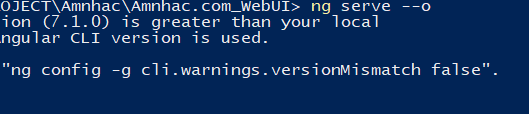 OJECT\Amnhac\Amnhac.com_WebUI> ng serve --o
ion (7.1.0) is greater than your local
ngular CLI version is used.
"ng config -g cli.warnings.versionMismatch false".